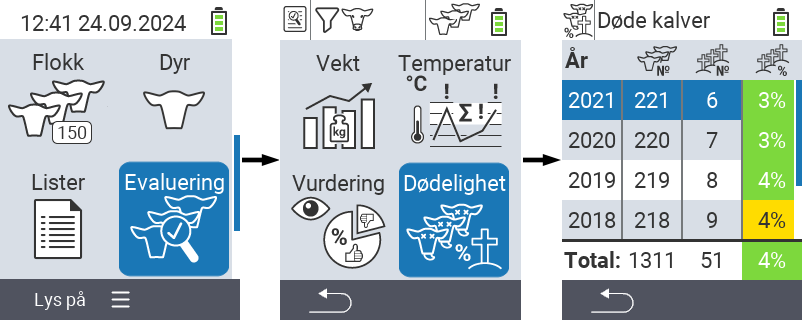 12:41 24.09.2024
Flokk
Dyr
150
Lister
Evaluering
Lys på
Vekt
Temperatur
°C
! Σ! !
kg
Vurdering
Dødelighet
%
%
% Døde kalver
År Nº Nº %
2021 221 6 3%
2020 220 7 3%
2019 219 8 4%
2018 218 9 4%
Total: 1311 51 4%